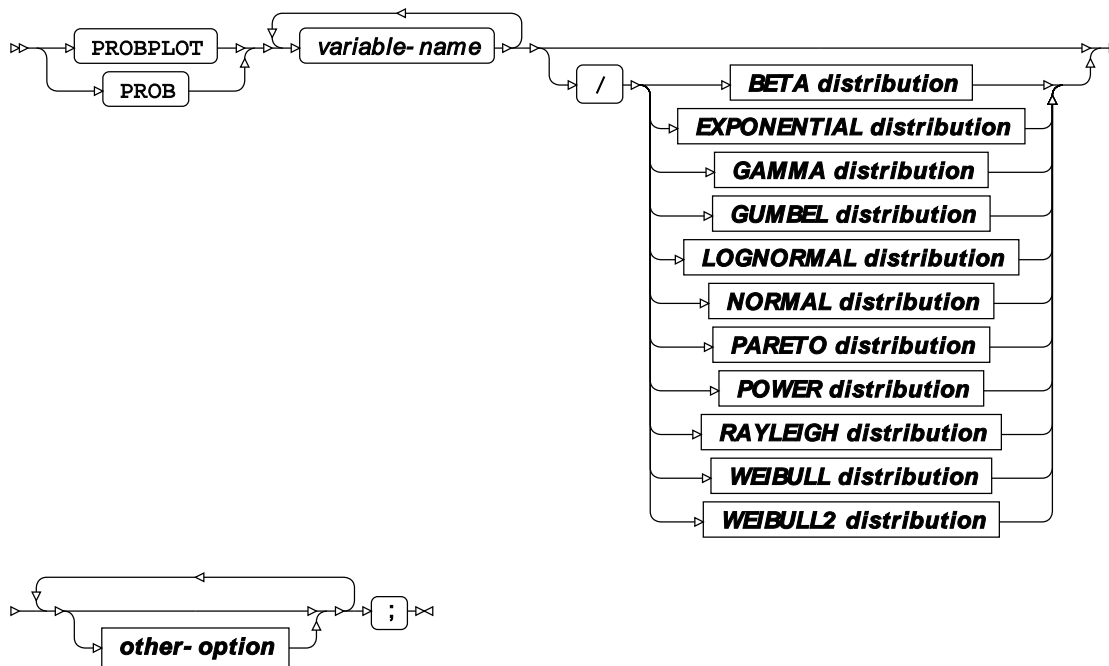 PROBPLOT
PROB
variable-name
/
BETA distribution
EXPONENTIAL distribution
GAMMA distribution
GUMBEL distribution
LOGNORMAL distribution
NORMAL distribution
PARETO distribution
POWER distribution
RAYLEIGH distribution
WEIBULL distribution
WEIBULL2 distribution
other-option
;